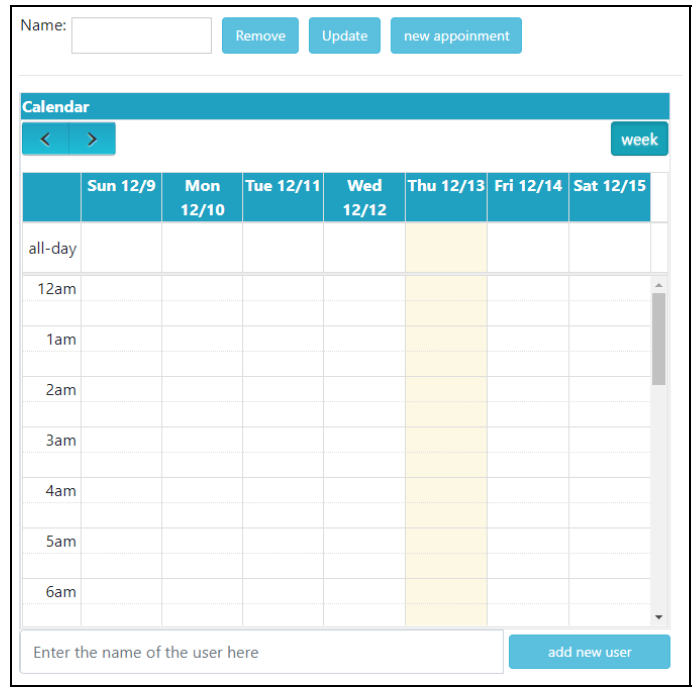 Name: Remove Update new appoinment
Calendar
week
Sun 12/9 Mon 12/10 Tue 12/11 Wed 12/12 Thu 12/13 Fri 12/14 Sat 12/15
all-day
12am
1am
2am
3am
4am
5am
6am
Enter the name of the user here add new user